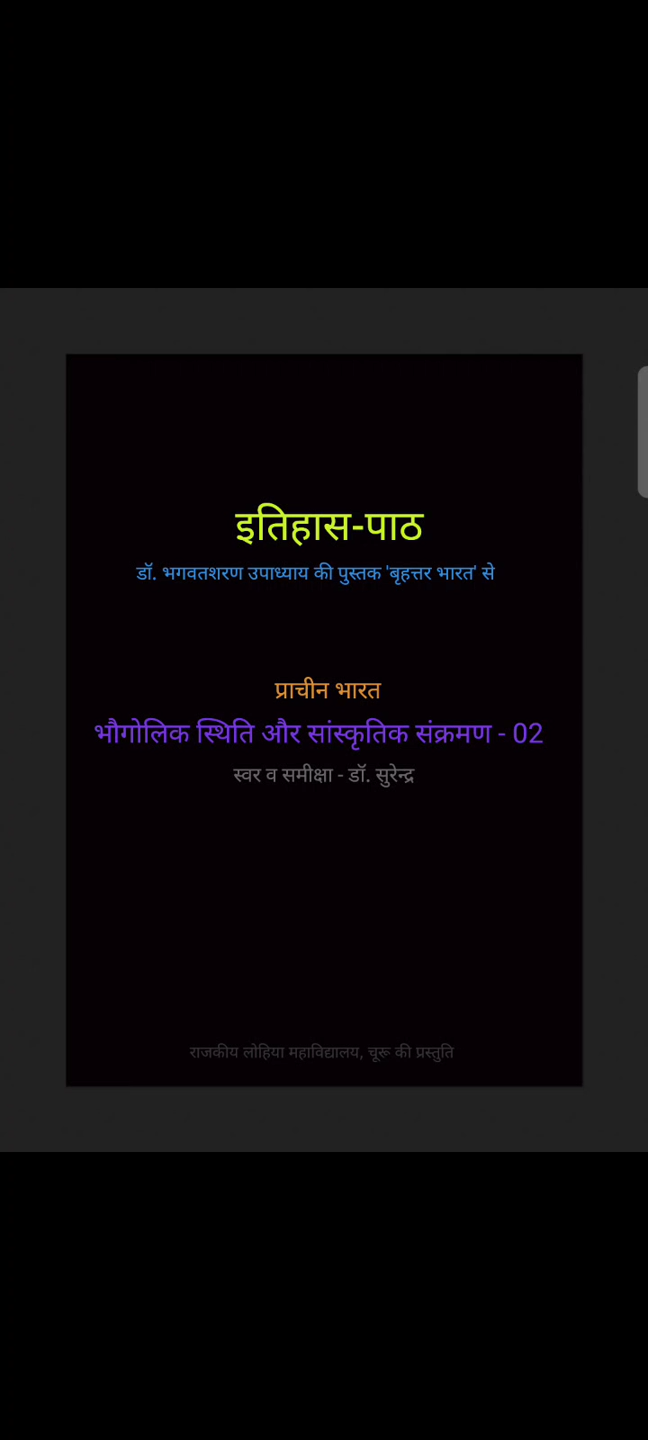 इतिहास-पाठ
डॉ. भगवतशरण उपाध्याय की पुस्तक 'बृहत्तर भारत' से
प्राचीन भारत
भौगोलिक स्थिति और सांस्कृतिक संक्रमण - 02
स्वर व समीक्षा - डॉ. सुरेन्द्र
राजकीय लोहिया महाविद्यालय, चूरू की प्रस्तुति